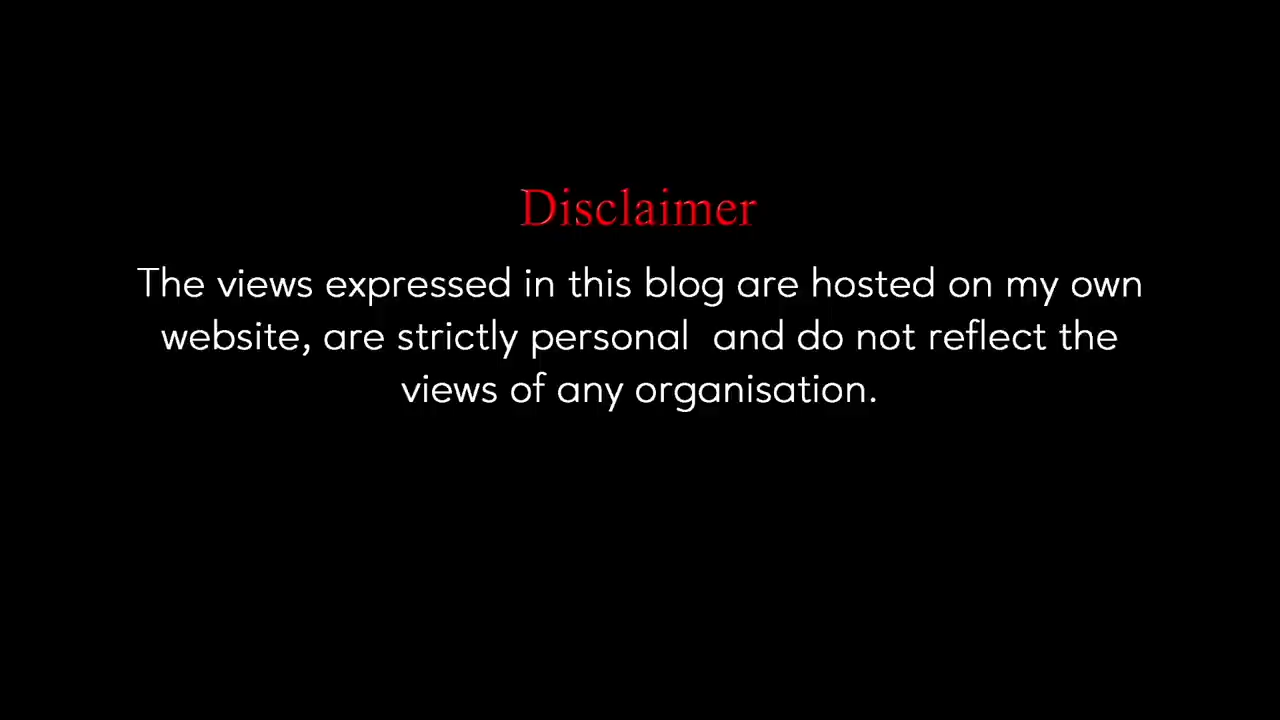 Disclaimer
The views expressed in this blog are hosted on my own
website, are strictly personal  and do not reflect the
views of any organisation.